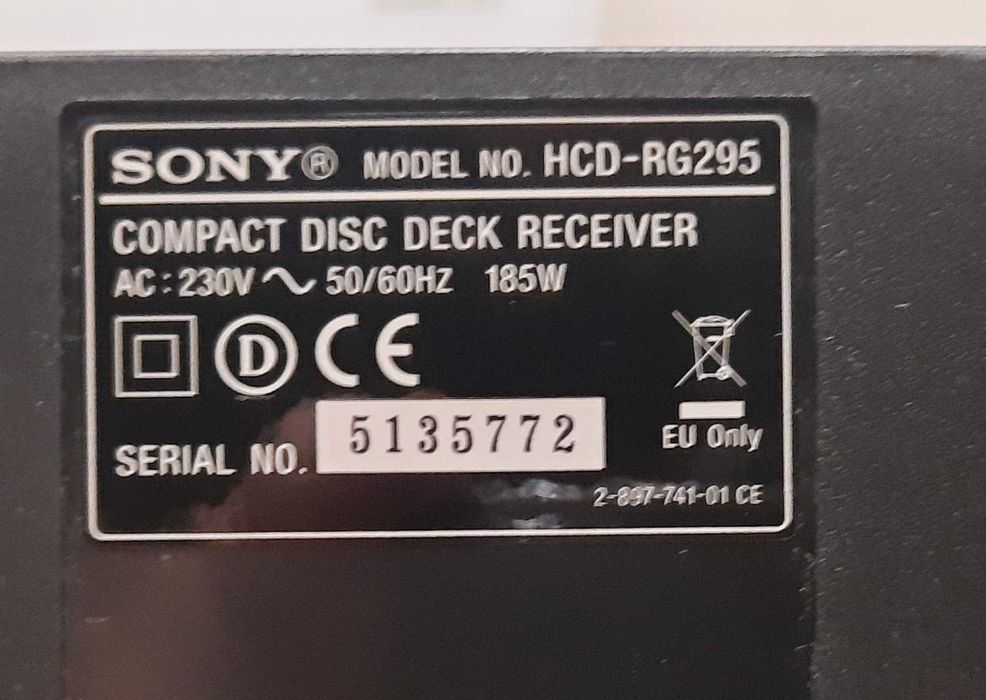 SONY® MODEL NO. HCD-RG295
COMPACT DISC DECK RECEIVER
AC : 230V ~ 50/60Hz 185W
D CE
SERIAL NO. 5135772
EU Only
2-897-741-01 CE